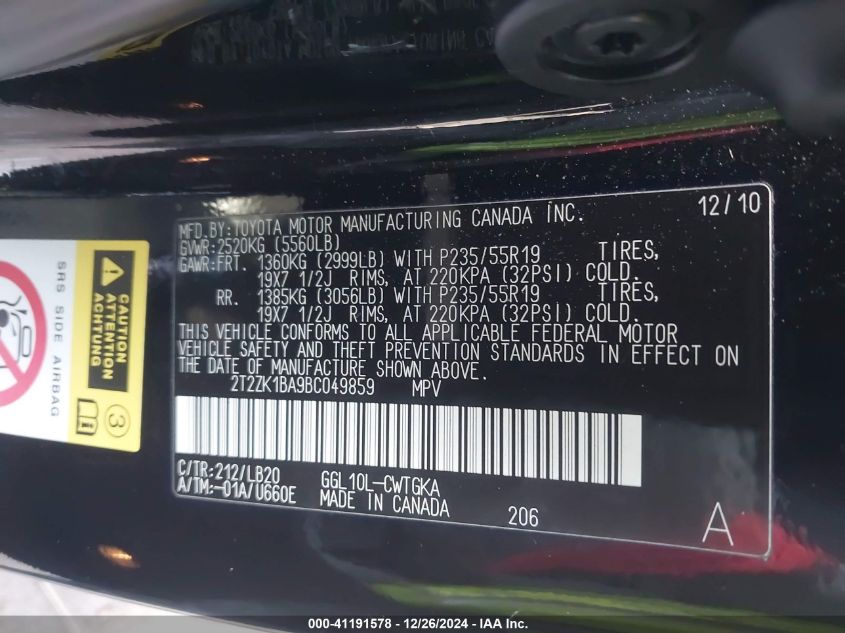 MFD. BY: TOYOTA MOTOR MANUFACTURING CANADA INC. 12/10
GVWR: 2520KG (5560LB)
GAWR: FRT. 1360KG (2999LB) WITH P235/55R19 TIRES,
19X7 1/2J RIMS, AT 220KPA (32PSI) COLD.
RR. 1385KG (3056LB) WITH P235/55R19 TIRES,
19X7 1/2J RIMS, AT 220KPA (32PSI) COLD.
THIS VEHICLE CONFORMS TO ALL APPLICABLE FEDERAL MOTOR
VEHICLE SAFETY AND THEFT PREVENTION STANDARDS IN EFFECT ON
THE DATE OF MANUFACTURE SHOWN ABOVE.
2T2ZK1BA9BC049859 MPV
C/TR: 212/LB20 GGL10L-CWTGKA
A/TM: -01A/U660E MADE IN CANADA 206 A
CAUTION
ATTENTION
ACHTUNG
SRS SIDE AIRBAG
3
000-41191578 - 12/26/2024 - IAA Inc.